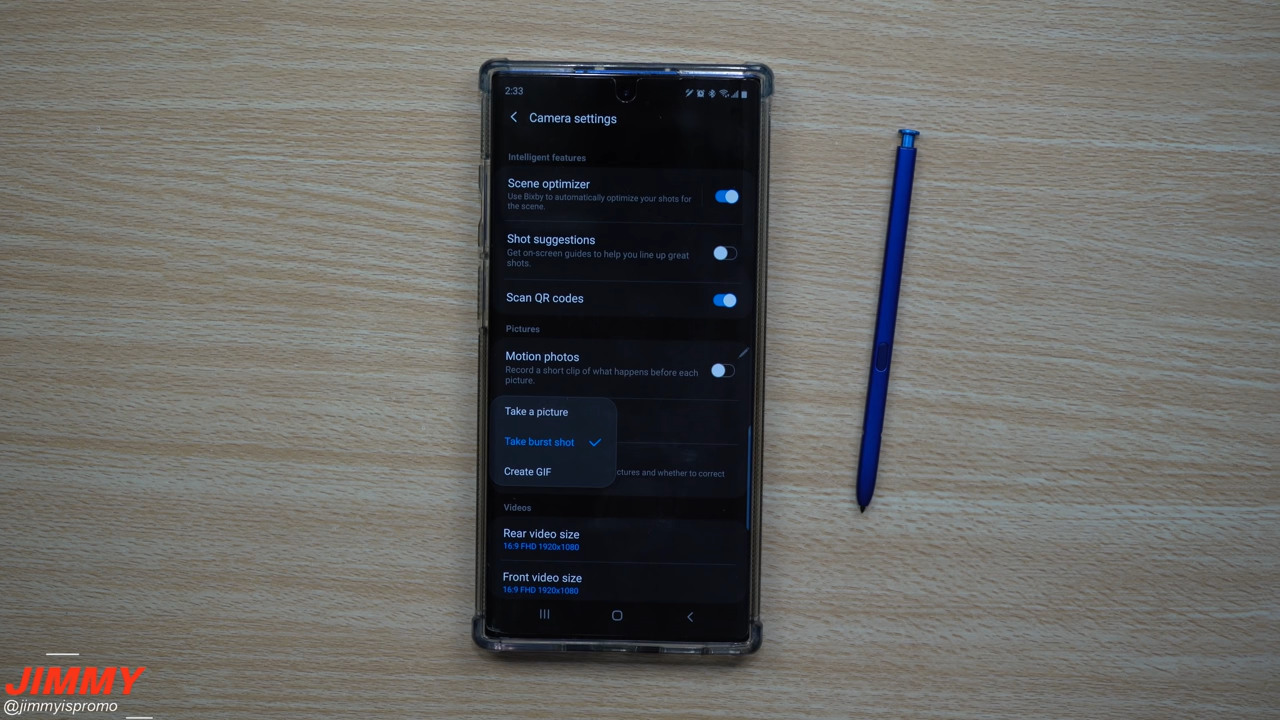 2:33
Camera settings
Intelligent features
Scene optimizer
Use Bixby to automatically optimize your shots for
the scene.
Shot suggestions
Get on-screen guides to help you line up great
shots.
Scan QR codes
Pictures
Motion photos
Record a short clip of what happens before each
picture.
Take a picture
Take burst shot
Create GIF
ctures and whether to correct
Videos
Rear video size
16:9 FHD 1920x1080
Front video size
16:9 FHD 1920x1080
JIMMY
@jimmyispromo